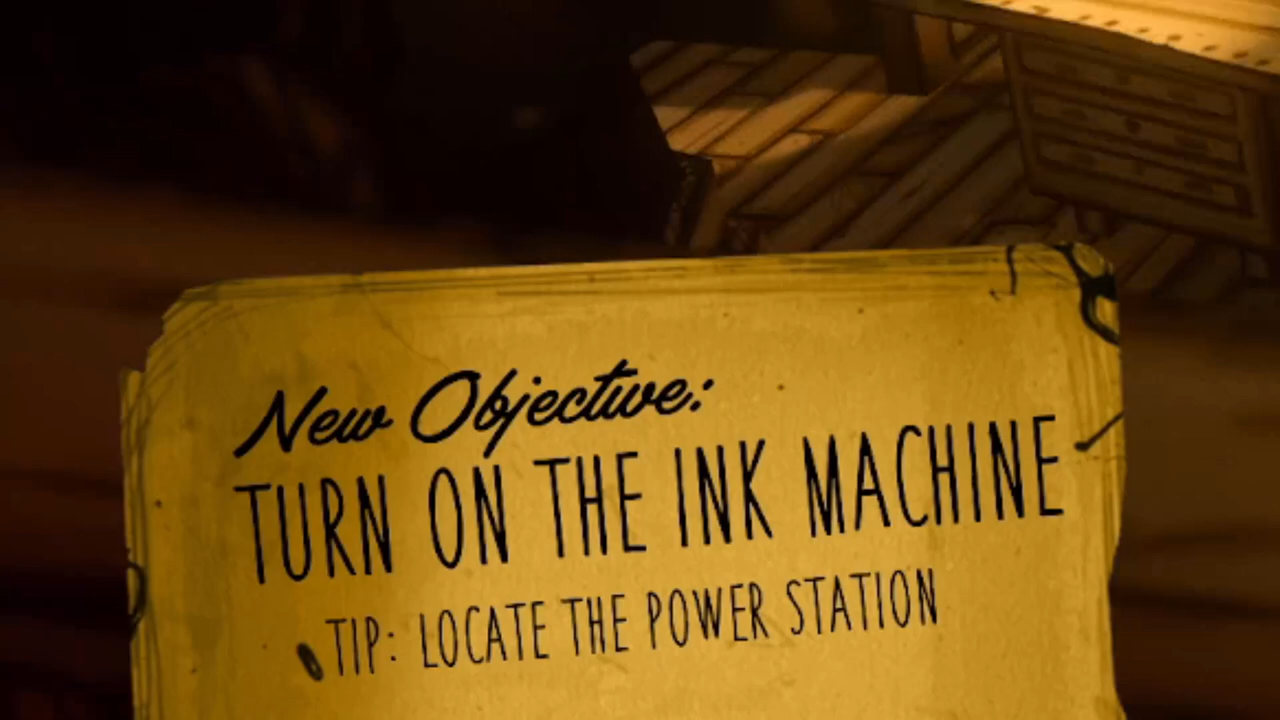 New Objective:
TURN ON THE INK MACHINE
TIP: LOCATE THE POWER STATION